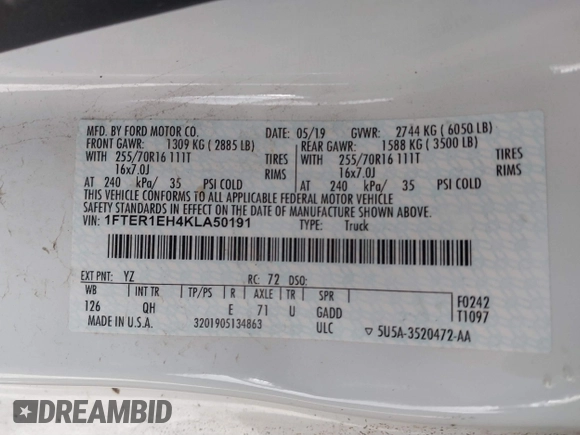 MFD. BY FORD MOTOR CO. 05/19 GVWR: 2744 KG ( 6050 LB)
FRONT GAWR: 1309 KG ( 2885 LB) REAR GAWR: 1588 KG ( 3500 LB)
WITH 255/70R16 111T TIRES WITH 255/70R16 111T TIRES
16x7.0J RIMS 16x7.0J RIMS
AT 240 kPa/ 35 PSI COLD AT 240 kPa/ 35 PSI COLD
THIS VEHICLE CONFORMS TO ALL APPLICABLE FEDERAL MOTOR VEHICLE
SAFETY STANDARDS IN EFFECT ON THE DATE OF MANUFACTURE SHOWN ABOVE.
VIN: 1FTER1EH4KLA50191 TYPE: Truck
EXT PNT: YZ RC: 72 DSO:
WB INT TR TP/PS R AXLE TR SPR F0242
126 QH E 71 U GADD T1097
MADE IN U.S.A. 3201905134863 ULC ▽ 5U5A-3520472-AA
DREAMBID